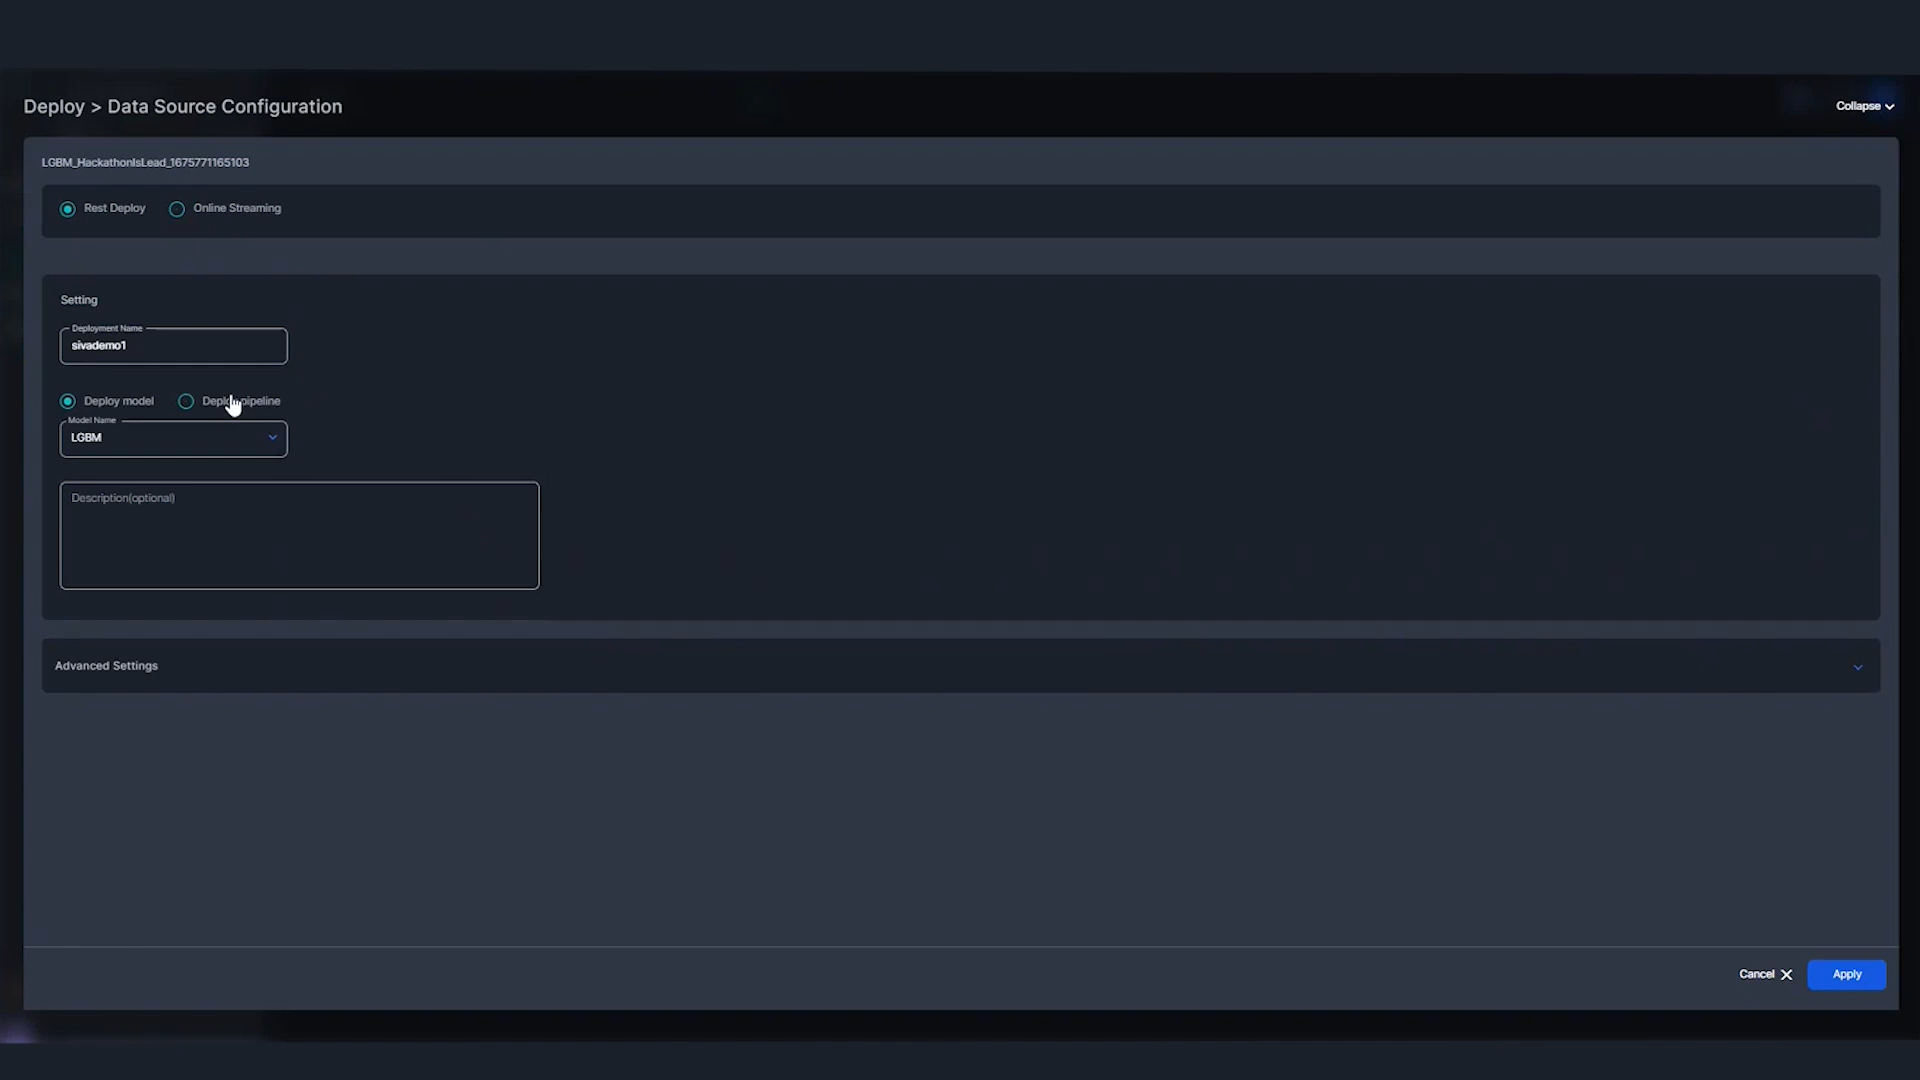 Deploy > Data Source Configuration
Collapse
LGBM_HackathonIsLead_1675771165103
Rest Deploy Online Streaming
Setting
Deployment Name
sivademo1
Deploy model Deploy pipeline
Model Name
LGBM
Description(optional)
Advanced Settings
Cancel Apply